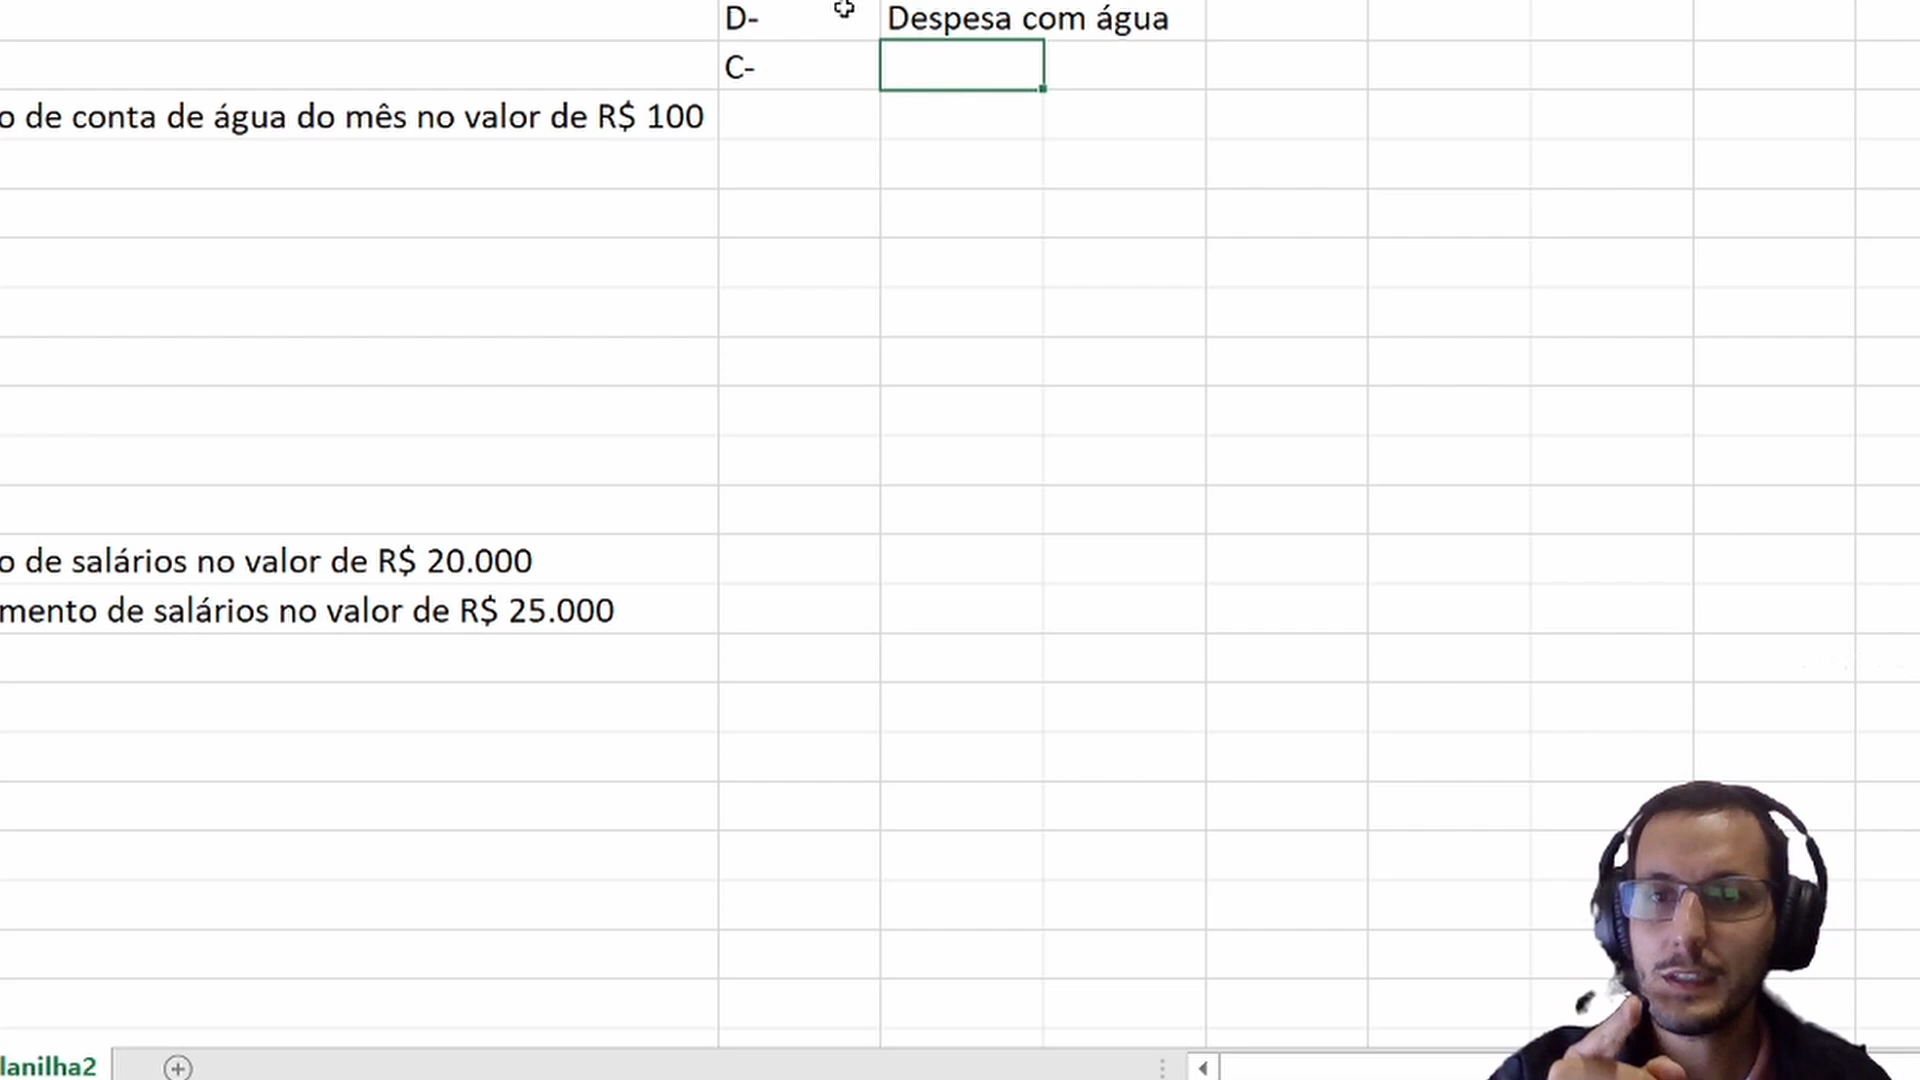 D- Despesa com água
C-
o de conta de água do mês no valor de R$ 100
o de salários no valor de R$ 20.000
mento de salários no valor de R$ 25.000
lanilha2